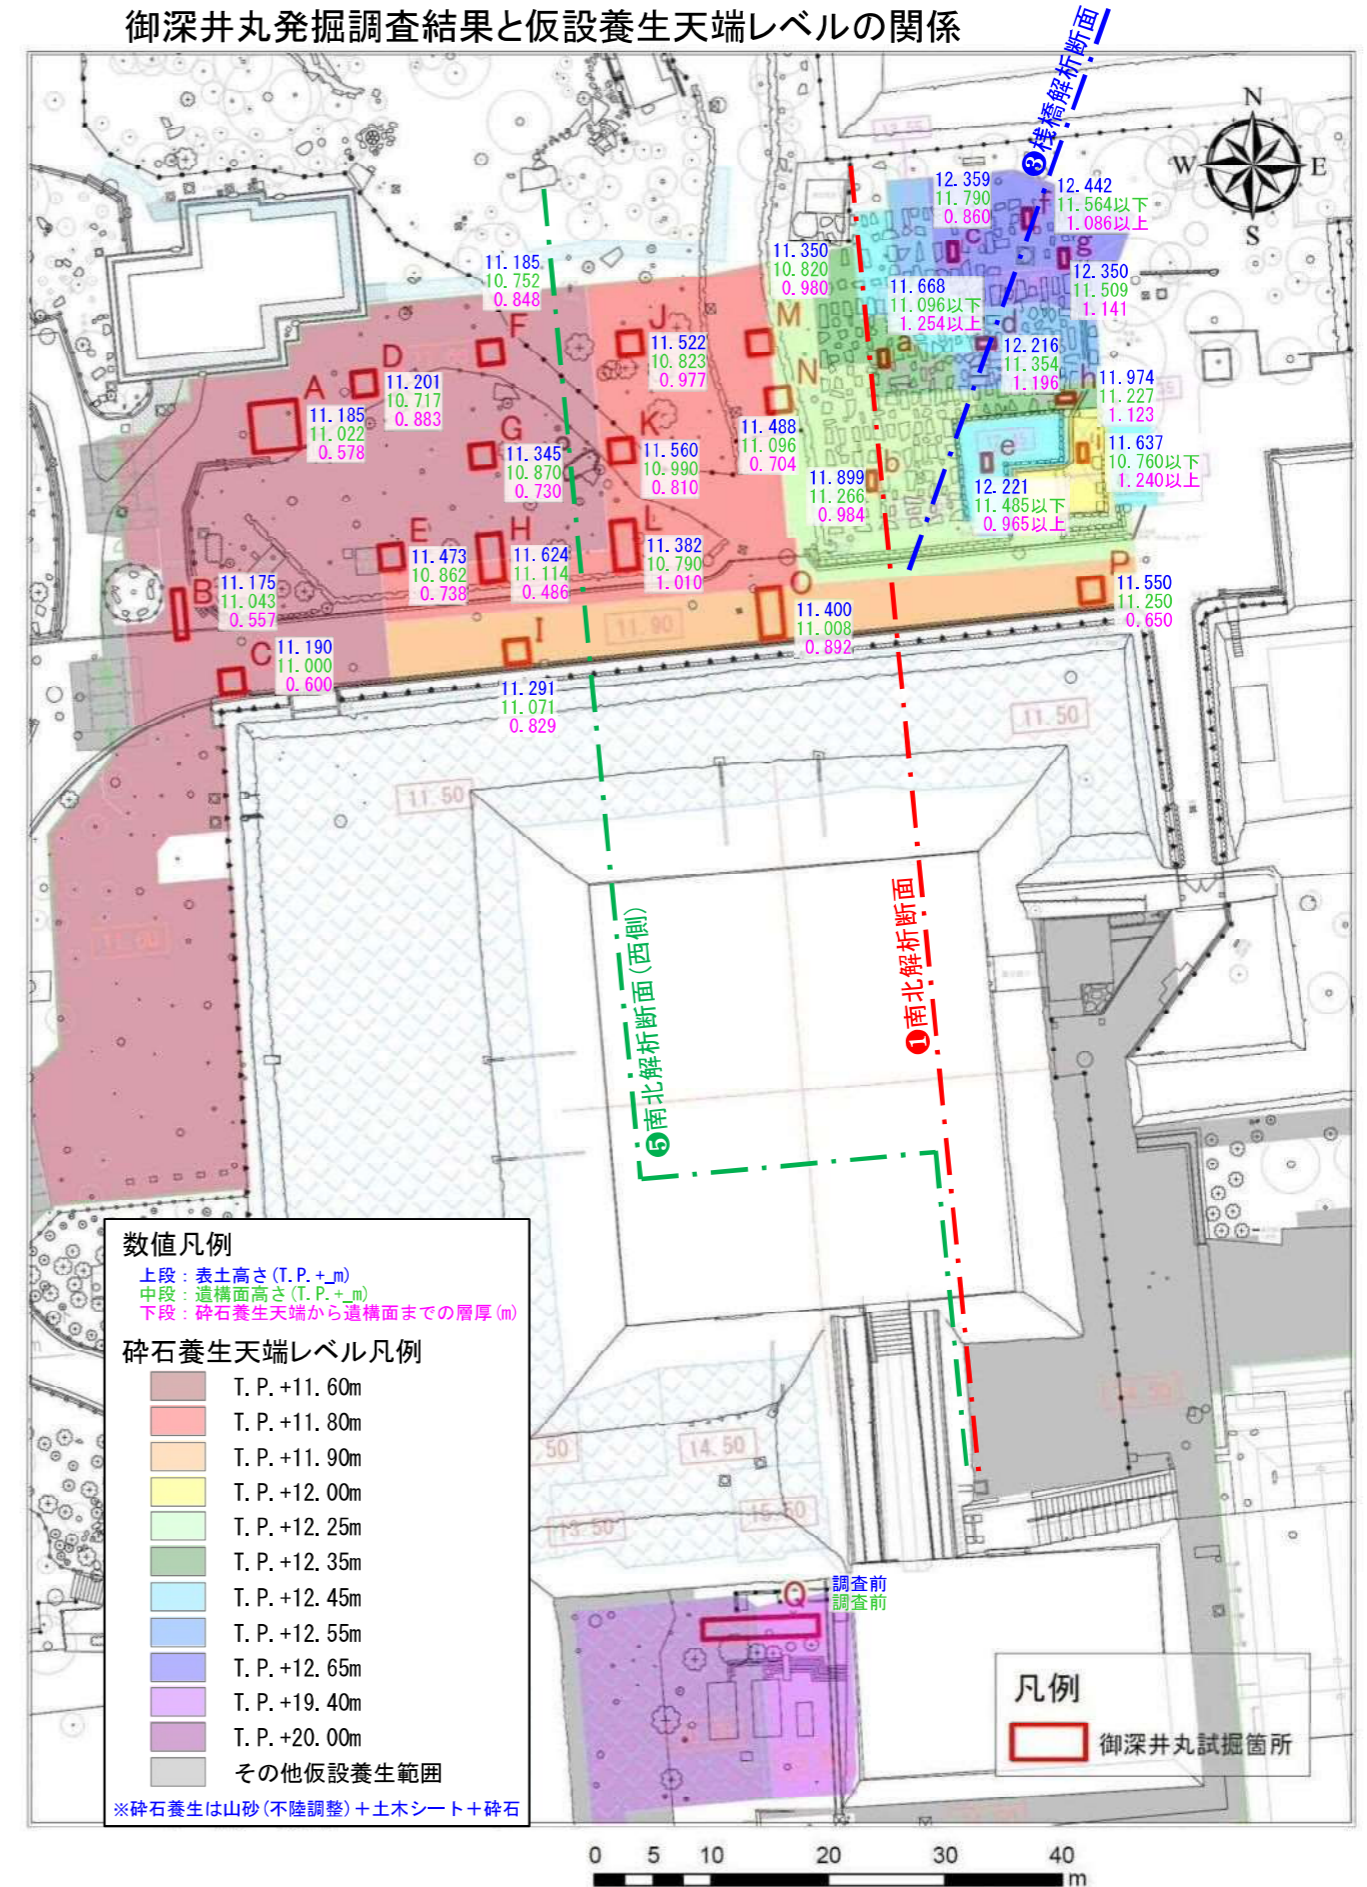 御深井丸発掘調査結果と仮設養生天端レベルの関係
❸桟橋解析断面
N
W
E
S
12.359
11.790
0.860
c
12.442
11.564以下
1.086以上
f
g
12.350
11.509
1.141
11.350
10.820
0.980
M
11.668
11.096以下
1.254以上
a
d
12.216
11.354
1.196
h
11.974
11.227
1.123
11.185
10.752
0.848
F
J
11.522
10.823
0.977
D
11.201
10.717
0.883
A
11.185
11.022
0.578
G
11.345
10.870
0.730
K
11.560
10.990
0.810
N
11.488
11.096
0.704
b
11.899
11.266
0.984
e
12.221
11.485以下
0.965以上
11.637
10.760以下
1.240以上
E
11.473
10.862
0.738
H
11.624
11.114
0.486
L
11.382
10.790
1.010
B
11.175
11.043
0.557
C
11.190
11.000
0.600
I
11.291
11.071
0.829
O
11.400
11.008
0.892
P
11.550
11.250
0.650
11.90
11.50
11.50
❺南北解析断面(西側)
❶南北解析断面
14.50
13.50
15.50
Q
調査前
調査前
数値凡例
上段：表土高さ(T.P.+_m)
中段：遺構面高さ(T.P.+_m)
下段：砕石養生天端から遺構面までの層厚(m)
砕石養生天端レベル凡例
T.P.+11.60m
T.P.+11.80m
T.P.+11.90m
T.P.+12.00m
T.P.+12.25m
T.P.+12.35m
T.P.+12.45m
T.P.+12.55m
T.P.+12.65m
T.P.+19.40m
T.P.+20.00m
その他仮設養生範囲
※砕石養生は山砂(不陸調整)＋土木シート＋砕石
凡例
御深井丸試掘箇所
0 5 10 20 30 40
m